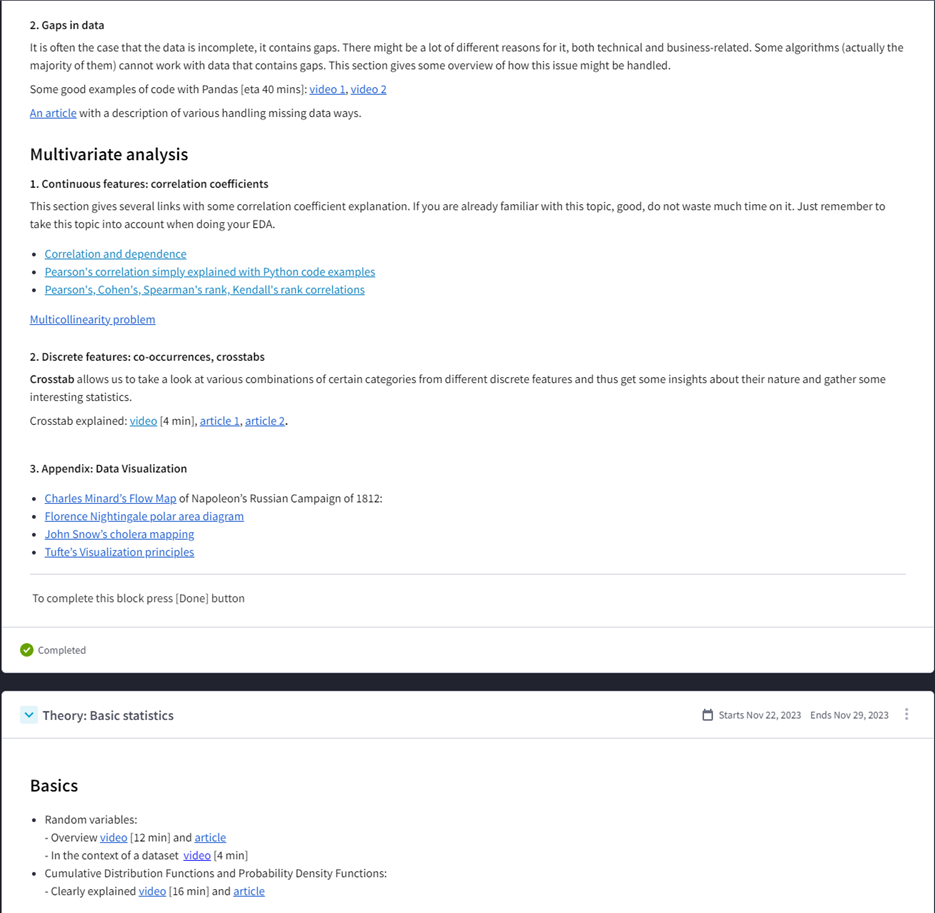 2. Gaps in data
It is often the case that the data is incomplete, it contains gaps. There might be a lot of different reasons for it, both technical and business-related. Some algorithms (actually the
majority of them) cannot work with data that contains gaps. This section gives some overview of how this issue might be handled.
Some good examples of code with Pandas [eta 40 mins]: video 1, video 2
An article with a description of various handling missing data ways.
Multivariate analysis
1. Continuous features: correlation coefficients
This section gives several links with some correlation coefficient explanation. If you are already familiar with this topic, good, do not waste much time on it. Just remember to
take this topic into account when doing your EDA.
• Correlation and dependence
• Pearson's correlation simply explained with Python code examples
• Pearson's, Cohen's, Spearman's rank, Kendall's rank correlations
Multicollinearity problem
2. Discrete features: co-occurrences, crosstabs
Crosstab allows us to take a look at various combinations of certain categories from different discrete features and thus get some insights about their nature and gather some
interesting statistics.
Crosstab explained: video [4 min], article 1, article 2.
3. Appendix: Data Visualization
• Charles Minard's Flow Map of Napoleon's Russian Campaign of 1812:
• Florence Nightingale polar area diagram
• John Snow's cholera mapping
• Tufte's Visualization principles
To complete this block press [Done] button
Completed
Theory: Basic statistics Starts Nov 22, 2023 Ends Nov 29, 2023
Basics
• Random variables:
- Overview video [12 min] and article
- In the context of a dataset video [4 min]
• Cumulative Distribution Functions and Probability Density Functions:
- Clearly explained video [16 min] and article